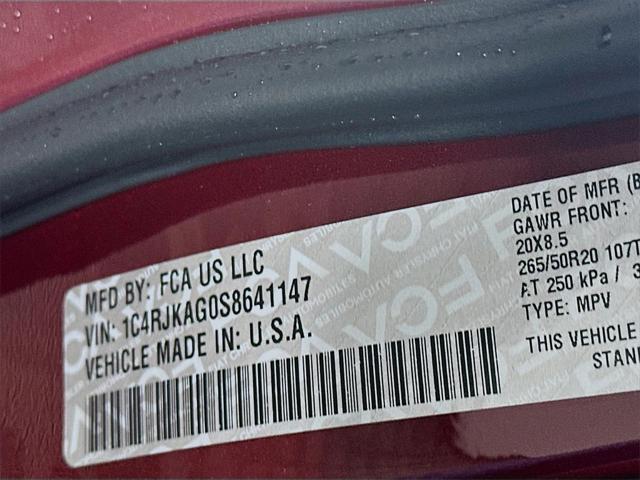 MFD BY: FCA US LLC
VIN: 1C4RJKAG0S8641147
VEHICLE MADE IN: U.S.A.
DATE OF MFR (B
GAWR FRONT:
20X8.5
265/50R20 107T
AT 250 kPa / 3
TYPE: MPV
THIS VEHICLE
STAN